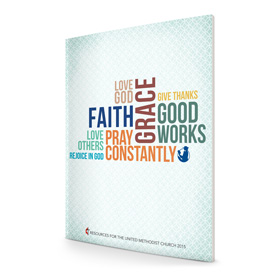 LOVE
GOD
GRACE
GIVE THANKS
FAITH
GOOD
WORKS
LOVE
OTHERS
PRAY
CONSTANTLY
REJOICE IN GOD
RESOURCES FOR THE UNITED METHODIST CHURCH 2015